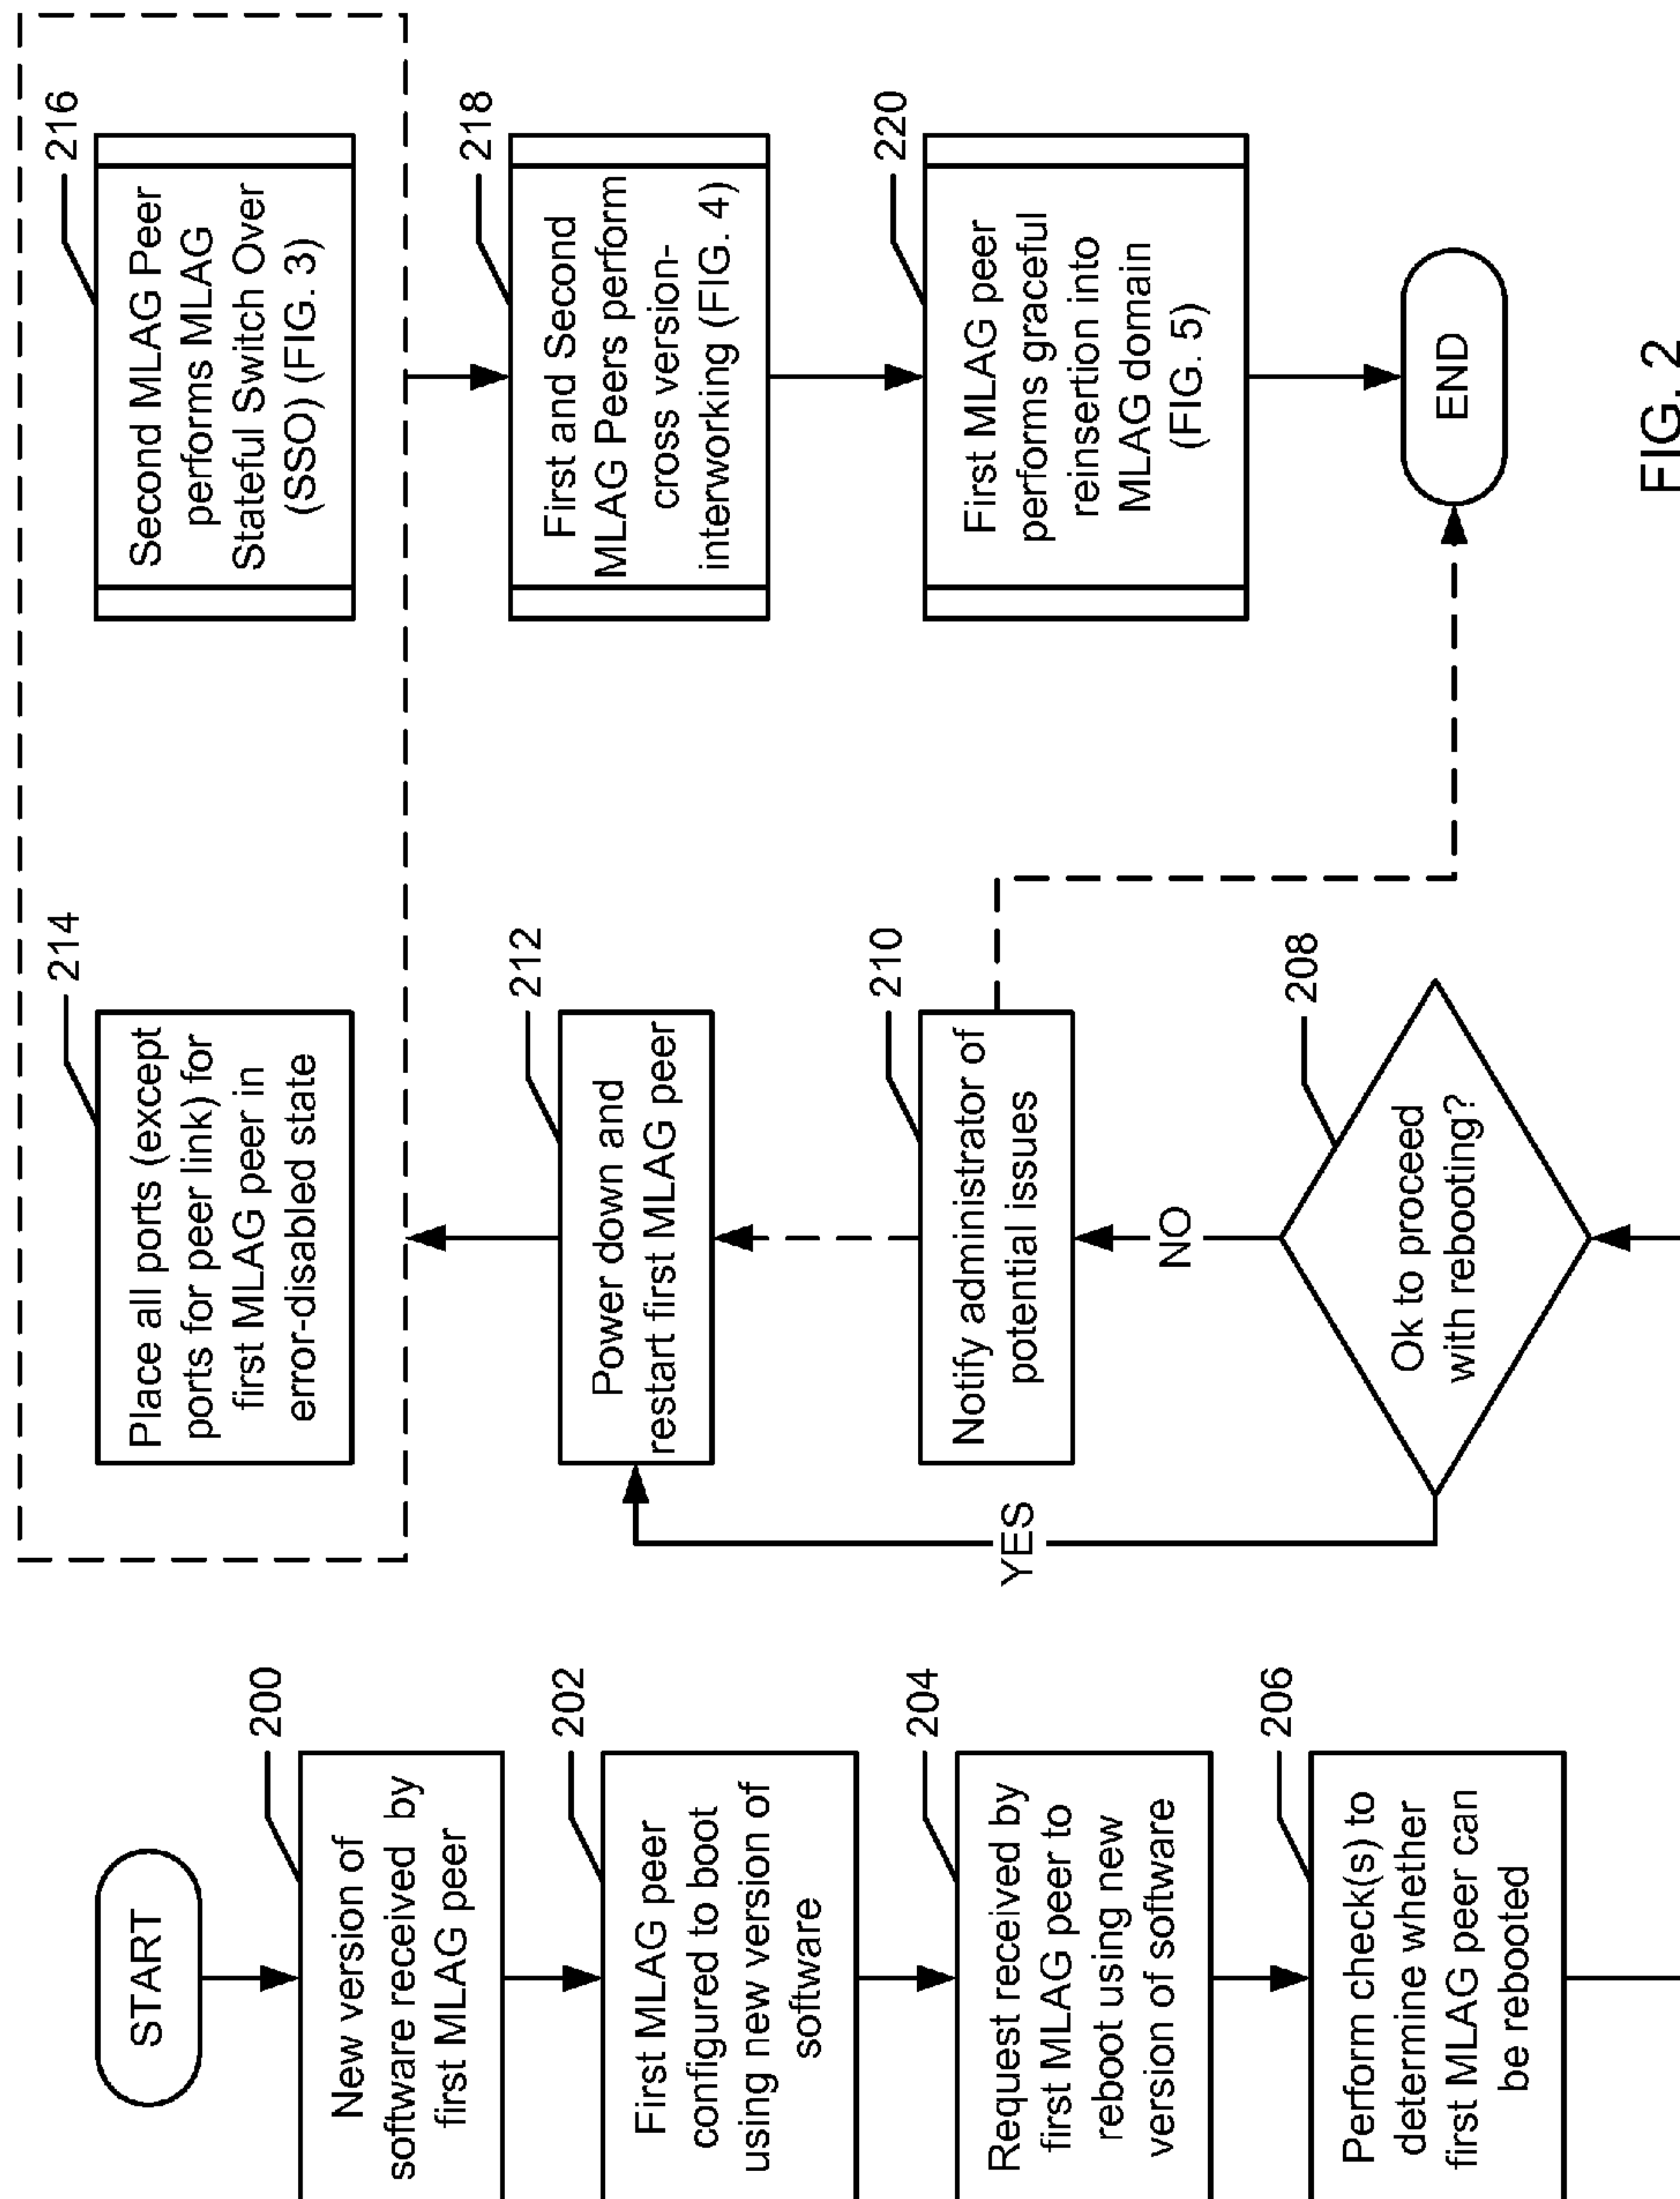 START
200
New version of
software received by
first MLAG peer
202
First MLAG peer
configured to boot
using new version of
software
204
Request received by
first MLAG peer to
reboot using new
version of software
206
Perform check(s) to
determine whether
first MLAG peer can
be rebooted
208
Ok to proceed
with rebooting?
YES
NO
210
Notify administrator of
potential issues
212
Power down and
restart first MLAG peer
214
Place all ports (except
ports for peer link) for
first MLAG peer in
error-disabled state
216
Second MLAG Peer
performs MLAG
Stateful Switch Over
(SSO) (FIG. 3)
218
First and Second
MLAG Peers perform
cross version-
interworking (FIG. 4)
220
First MLAG peer
performs graceful
reinsertion into
MLAG domain
(FIG. 5)
END
FIG. 2